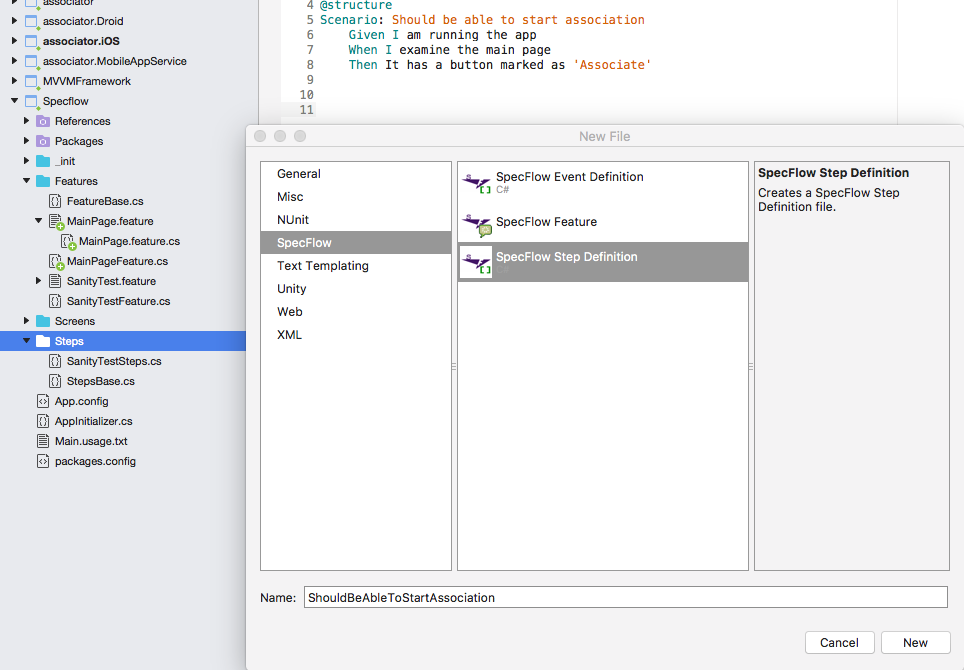 associator
associator.Droid
associator.iOS
associator.MobileAppService
MVVMFramework
Specflow
References
Packages
_init
Features
FeatureBase.cs
MainPage.feature
MainPage.feature.cs
MainPageFeature.cs
SanityTest.feature
SanityTestFeature.cs
Screens
Steps
SanityTestSteps.cs
StepsBase.cs
App.config
AppInitializer.cs
Main.usage.txt
packages.config
4 @structure
5 Scenario: Should be able to start association
6 Given I am running the app
7 When I examine the main page
8 Then It has a button marked as 'Associate'
9
10
11
New File
General
Misc
NUnit
SpecFlow
Text Templating
Unity
Web
XML
SpecFlow Event Definition
C#
SpecFlow Feature
SpecFlow Step Definition
C#
SpecFlow Step Definition
Creates a SpecFlow Step
Definition file.
Name: ShouldBeAbleToStartAssociation
Cancel New